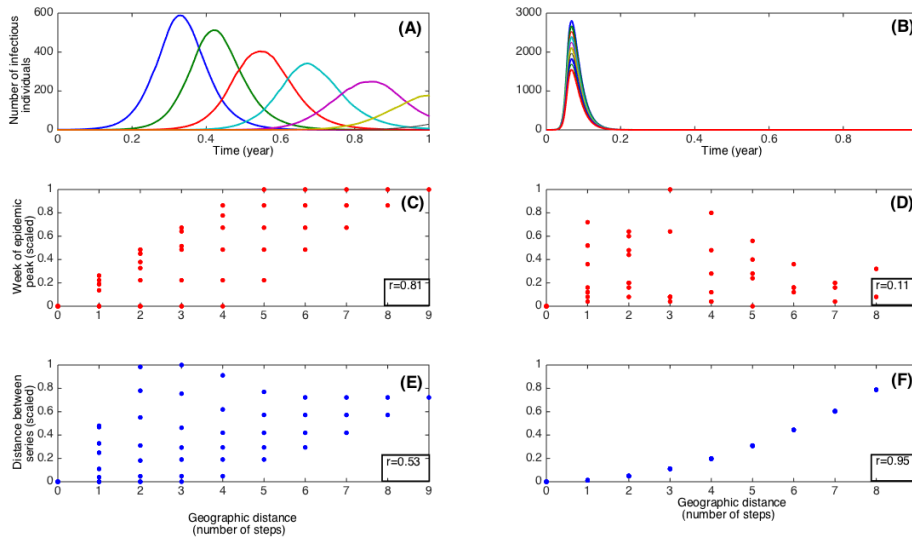 600
400
200
0
0 0.2 0.4 0.6 0.8 1
Time (year)
Number of infectious
individuals
(A)
3000
2000
1000
0
0 0.2 0.4 0.6 0.8 1
Time (year)
(B)
1
0.8
0.6
0.4
0.2
0
0 1 2 3 4 5 6 7 8 9
Week of epidemic
peak (scaled)
(C)
r=0.81
1
0.8
0.6
0.4
0.2
0
0 1 2 3 4 5 6 7 8
(D)
r=0.11
1
0.8
0.6
0.4
0.2
0
0 1 2 3 4 5 6 7 8 9
Distance between
series (scaled)
(E)
r=0.53
Geographic distance
(number of steps)
1
0.8
0.6
0.4
0.2
0
0 1 2 3 4 5 6 7 8
(F)
r=0.95
Geographic distance
(number of steps)